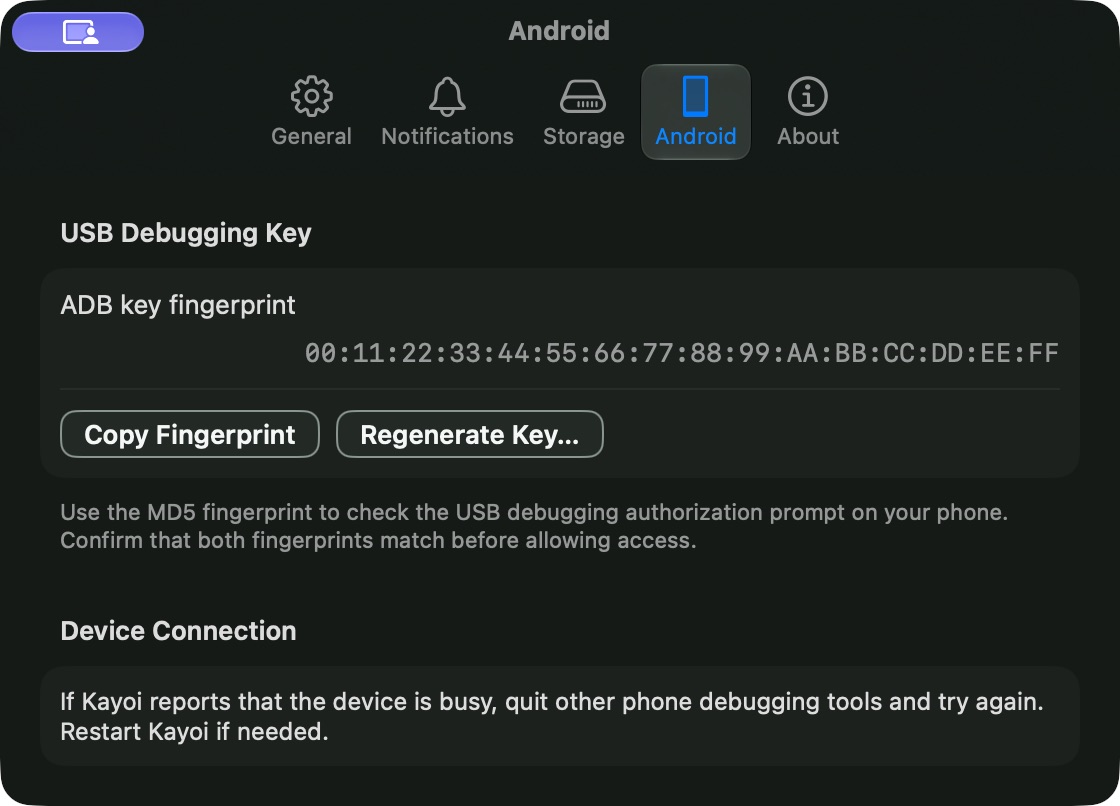 Android
General
Notifications
Storage
Android
About
USB Debugging Key
ADB key fingerprint
00:11:22:33:44:55:66:77:88:99:AA:BB:CC:DD:EE:FF
Copy Fingerprint
Regenerate Key...
Use the MD5 fingerprint to check the USB debugging authorization prompt on your phone.
Confirm that both fingerprints match before allowing access.
Device Connection
If Kayoi reports that the device is busy, quit other phone debugging tools and try again.
Restart Kayoi if needed.